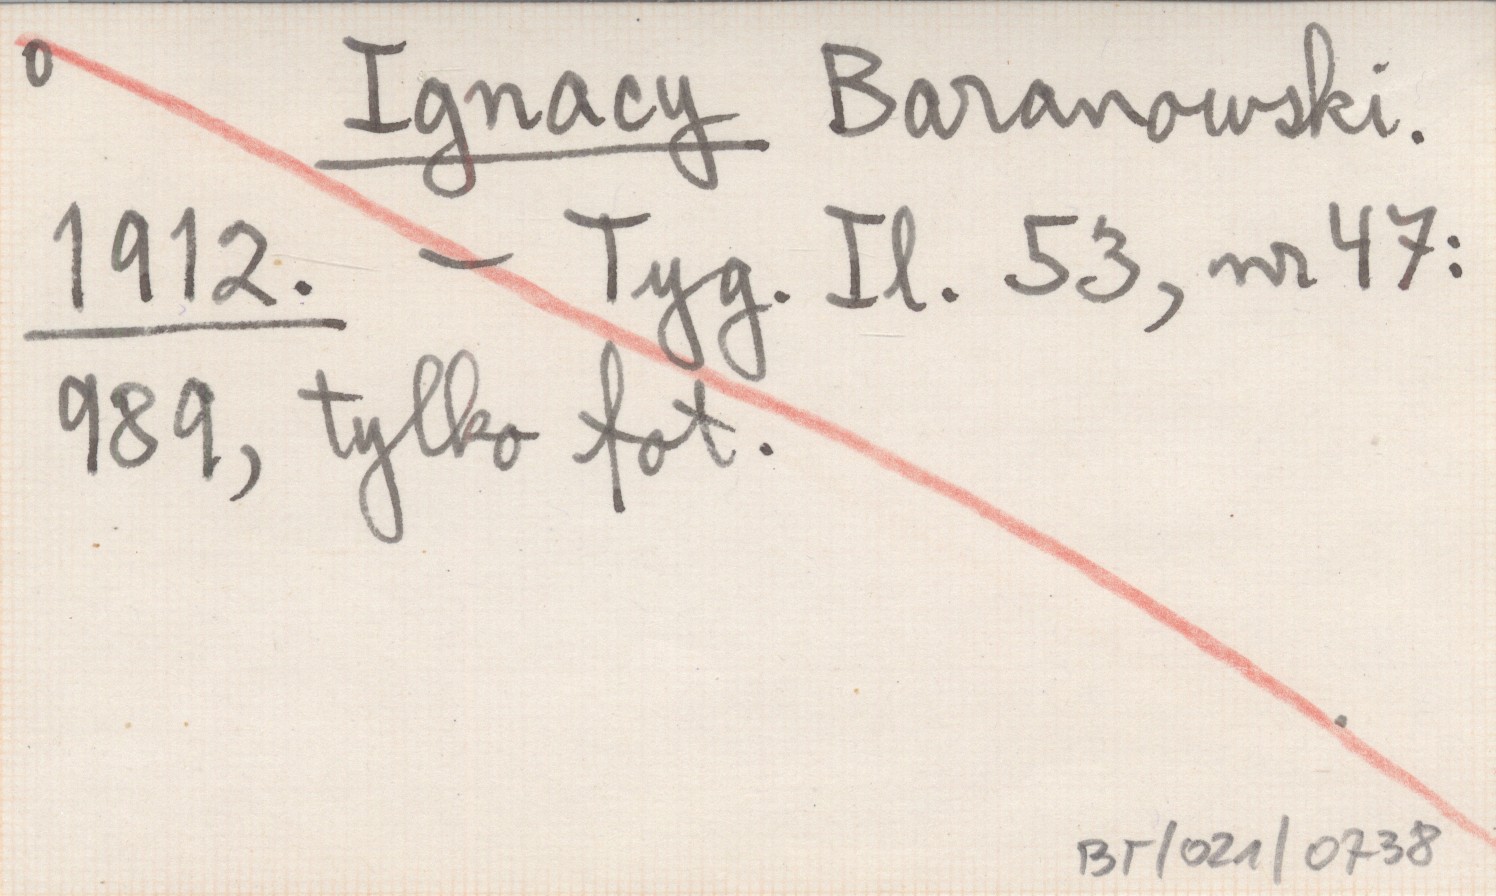 0 Ignacy Baranowski.
1912. – Tyg. Il. 53, nr 47:
989, tylko fot.
BT/021/0738